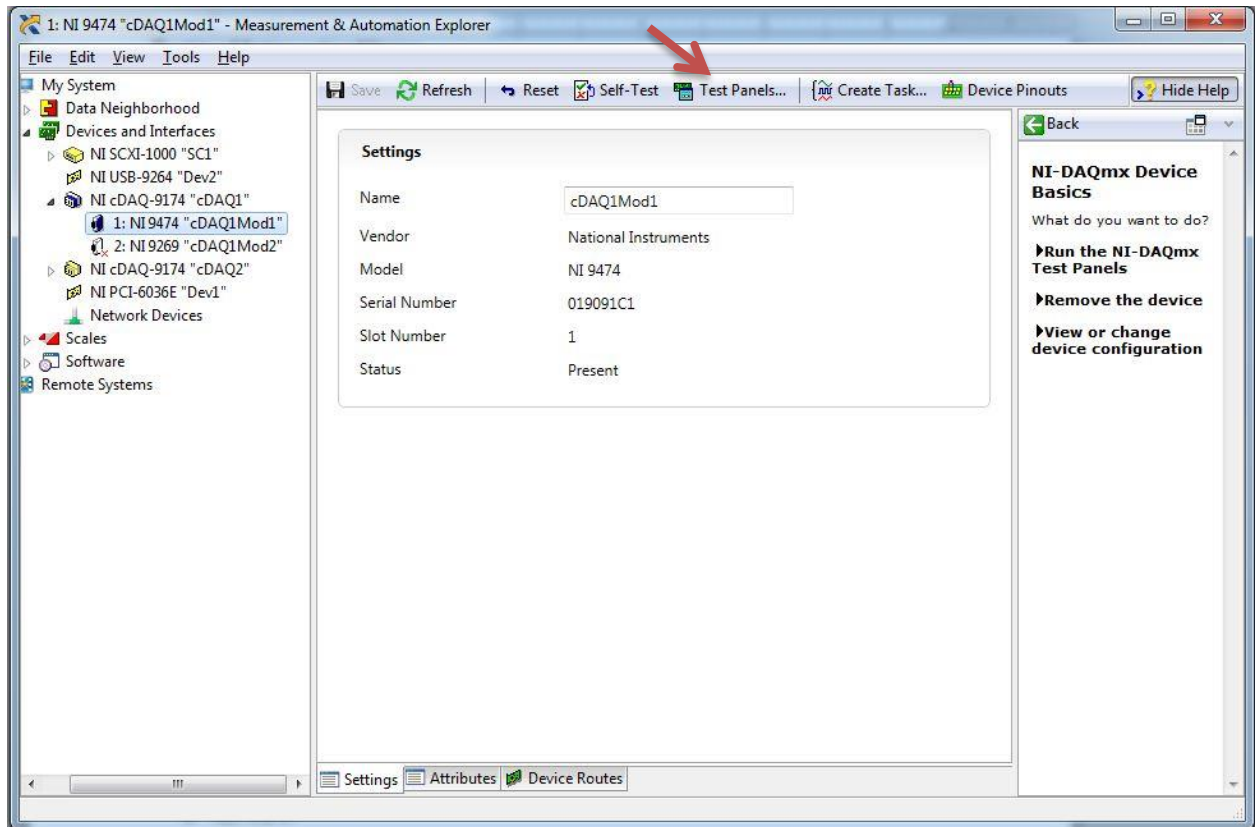 1: NI 9474 "cDAQ1Mod1" - Measurement & Automation Explorer
File Edit View Tools Help
My System
Data Neighborhood
Devices and Interfaces
NI SCXI-1000 "SC1"
NI USB-9264 "Dev2"
NI cDAQ-9174 "cDAQ1"
1: NI 9474 "cDAQ1Mod1"
2: NI 9269 "cDAQ1Mod2"
NI cDAQ-9174 "cDAQ2"
NI PCI-6036E "Dev1"
Network Devices
Scales
Software
Remote Systems
Save Refresh Reset Self-Test Test Panels... Create Task... Device Pinouts Hide Help
Settings
Name cDAQ1Mod1
Vendor National Instruments
Model NI 9474
Serial Number 019091C1
Slot Number 1
Status Present
Settings Attributes Device Routes
Back
NI-DAQmx Device
Basics
What do you want to do?
Run the NI-DAQmx
Test Panels
Remove the device
View or change
device configuration